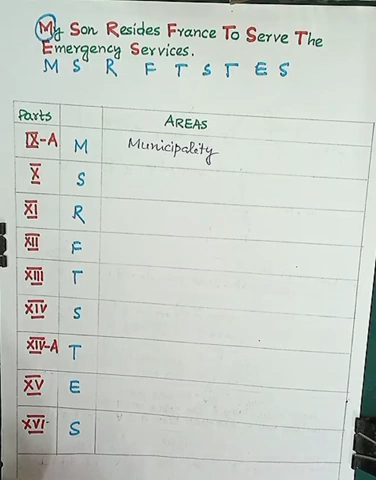 My Son Resides France To Serve The
Emergency Services.
M S R F T S T E S
Parts AREAS
IX-A M Municipality
X S
XI R
XII F
XIII T
XIV S
XIV-A T
XV E
XVI S